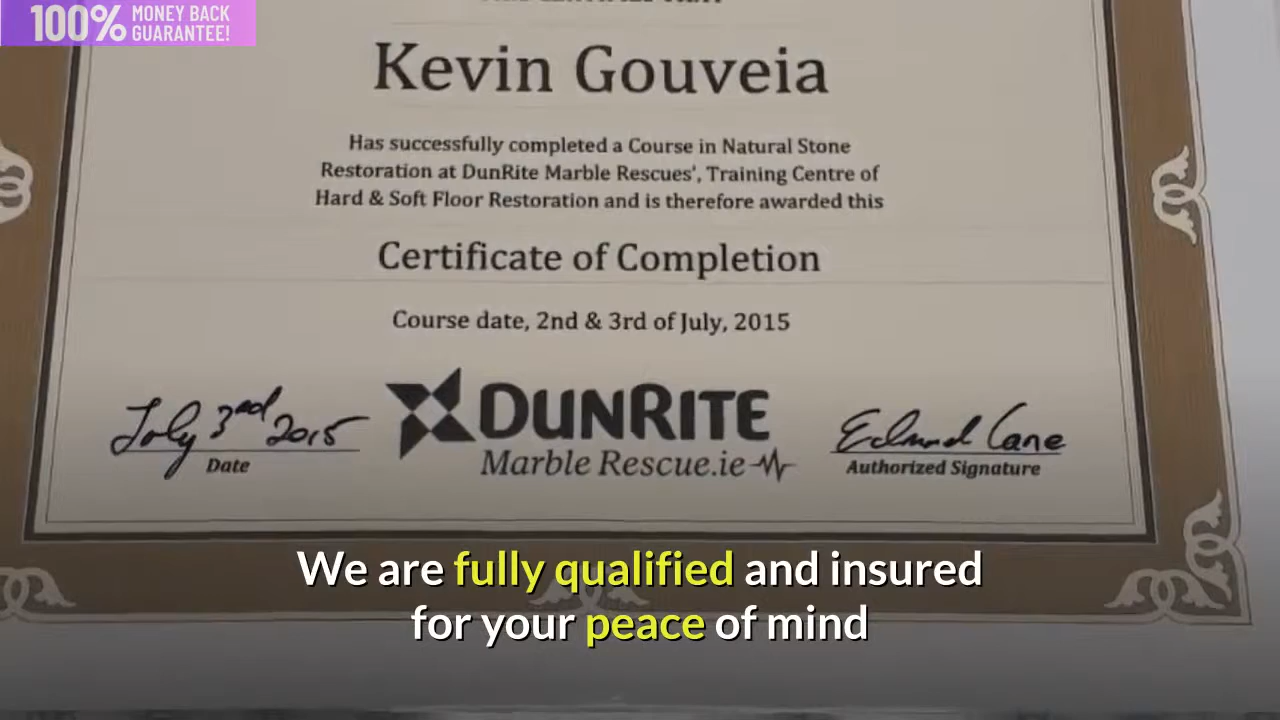 100% MONEY BACK
GUARANTEE!
Kevin Gouveia
Has successfully completed a Course in Natural Stone
Restoration at DunRite Marble Rescues', Training Centre of
Hard & Soft Floor Restoration and is therefore awarded this
Certificate of Completion
Course date, 2nd & 3rd of July, 2015
July 3rd 2015
Date
DUNRITE
Marble Rescue.ie
Edmund Cane
Authorized Signature
We are fully qualified and insured
for your peace of mind